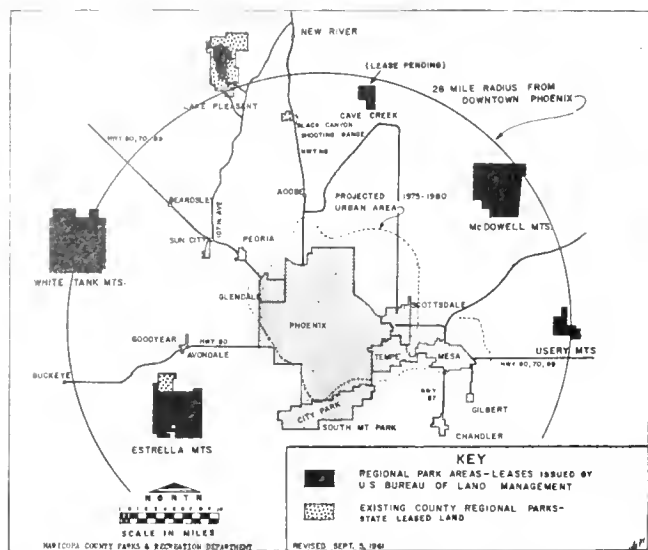 NEW RIVER
(LEASE PENDING)
26 MILE RADIUS FROM
DOWNTOWN PHOENIX
LAKE PLEASANT
CAVE CREEK
BLACK CANYON
SHOOTING RANGE
HWY 80, 70, 89
ADOBE
PROJECTED 1975-1980
URBAN AREA
BEARDSLEY
107TH AVE
McDOWELL MTS.
SUN CITY
PEORIA
WHITE TANK MTS.
GLENDALE
SCOTTSDALE
PHOENIX
GOODYEAR
HWY 80
AVONDALE
TEMPE
MESA
USERY MTS
HWY 80, 70, 89
BUCKEYE
CITY PARK
HWY
87
GILBERT
SOUTH MT PARK
CHANDLER
ESTRELLA MTS
KEY
REGIONAL PARK AREAS-LEASES ISSUED BY
U S BUREAU OF LAND MANAGEMENT
NORTH
EXISTING COUNTY REGIONAL PARKS-
STATE LEASED LAND
SCALE IN MILES
MARICOPA COUNTY PARKS & RECREATION DEPARTMENT
REVISED SEPT. 5, 1961